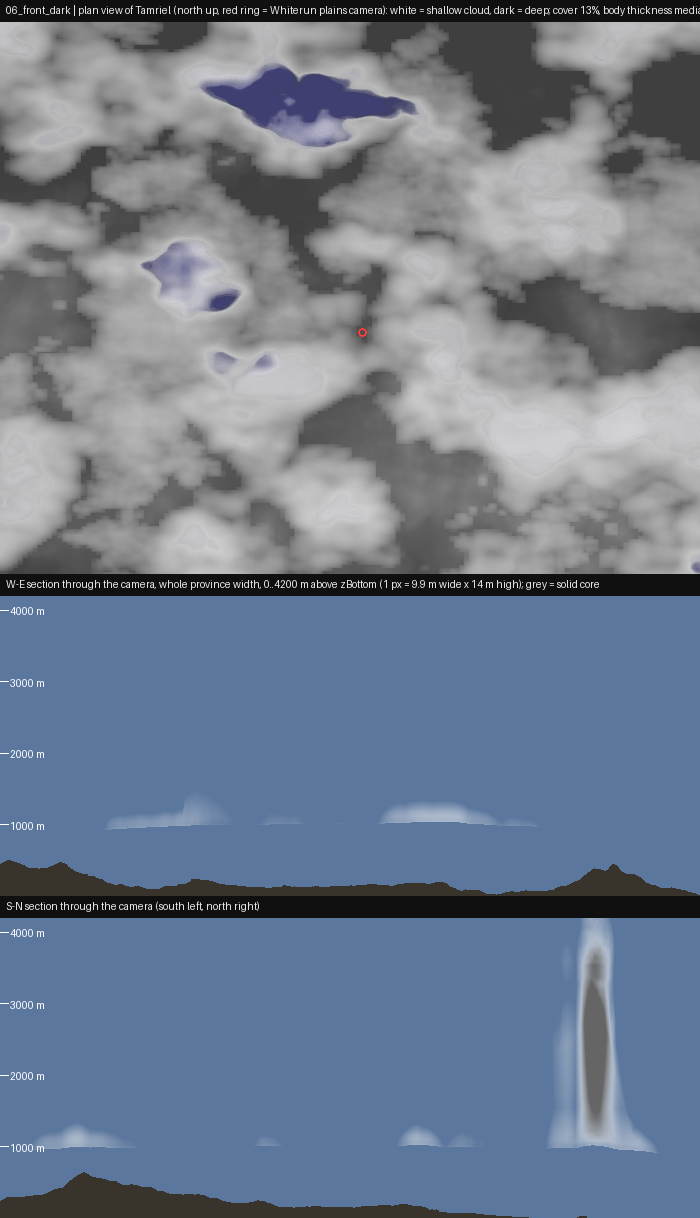 06_front_dark | plan view of Tamriel (north up, red ring = Whiterun plains camera): white = shallow cloud, dark = deep; cover 13%, body thickness media
W-E section through the camera, whole province width, 0..4200 m above zBottom (1 px = 9.9 m wide x 14 m high); grey = solid core
4000 m
3000 m
2000 m
1000 m
S-N section through the camera (south left, north right)
4000 m
3000 m
2000 m
1000 m